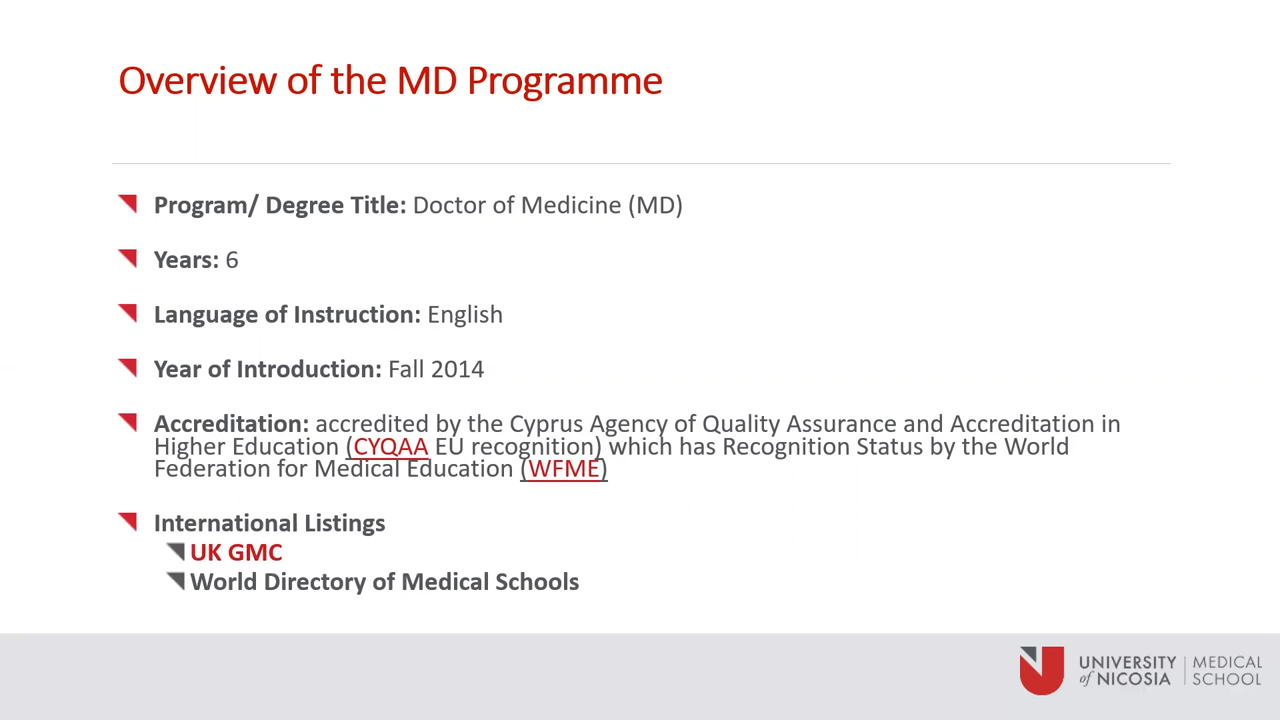 Overview of the MD Programme
Program/ Degree Title: Doctor of Medicine (MD)
Years: 6
Language of Instruction: English
Year of Introduction: Fall 2014
Accreditation: accredited by the Cyprus Agency of Quality Assurance and Accreditation in
Higher Education (CYQAA EU recognition) which has Recognition Status by the World
Federation for Medical Education (WFME)
International Listings
UK GMC
World Directory of Medical Schools
UNIVERSITY
of NICOSIA
MEDICAL
SCHOOL